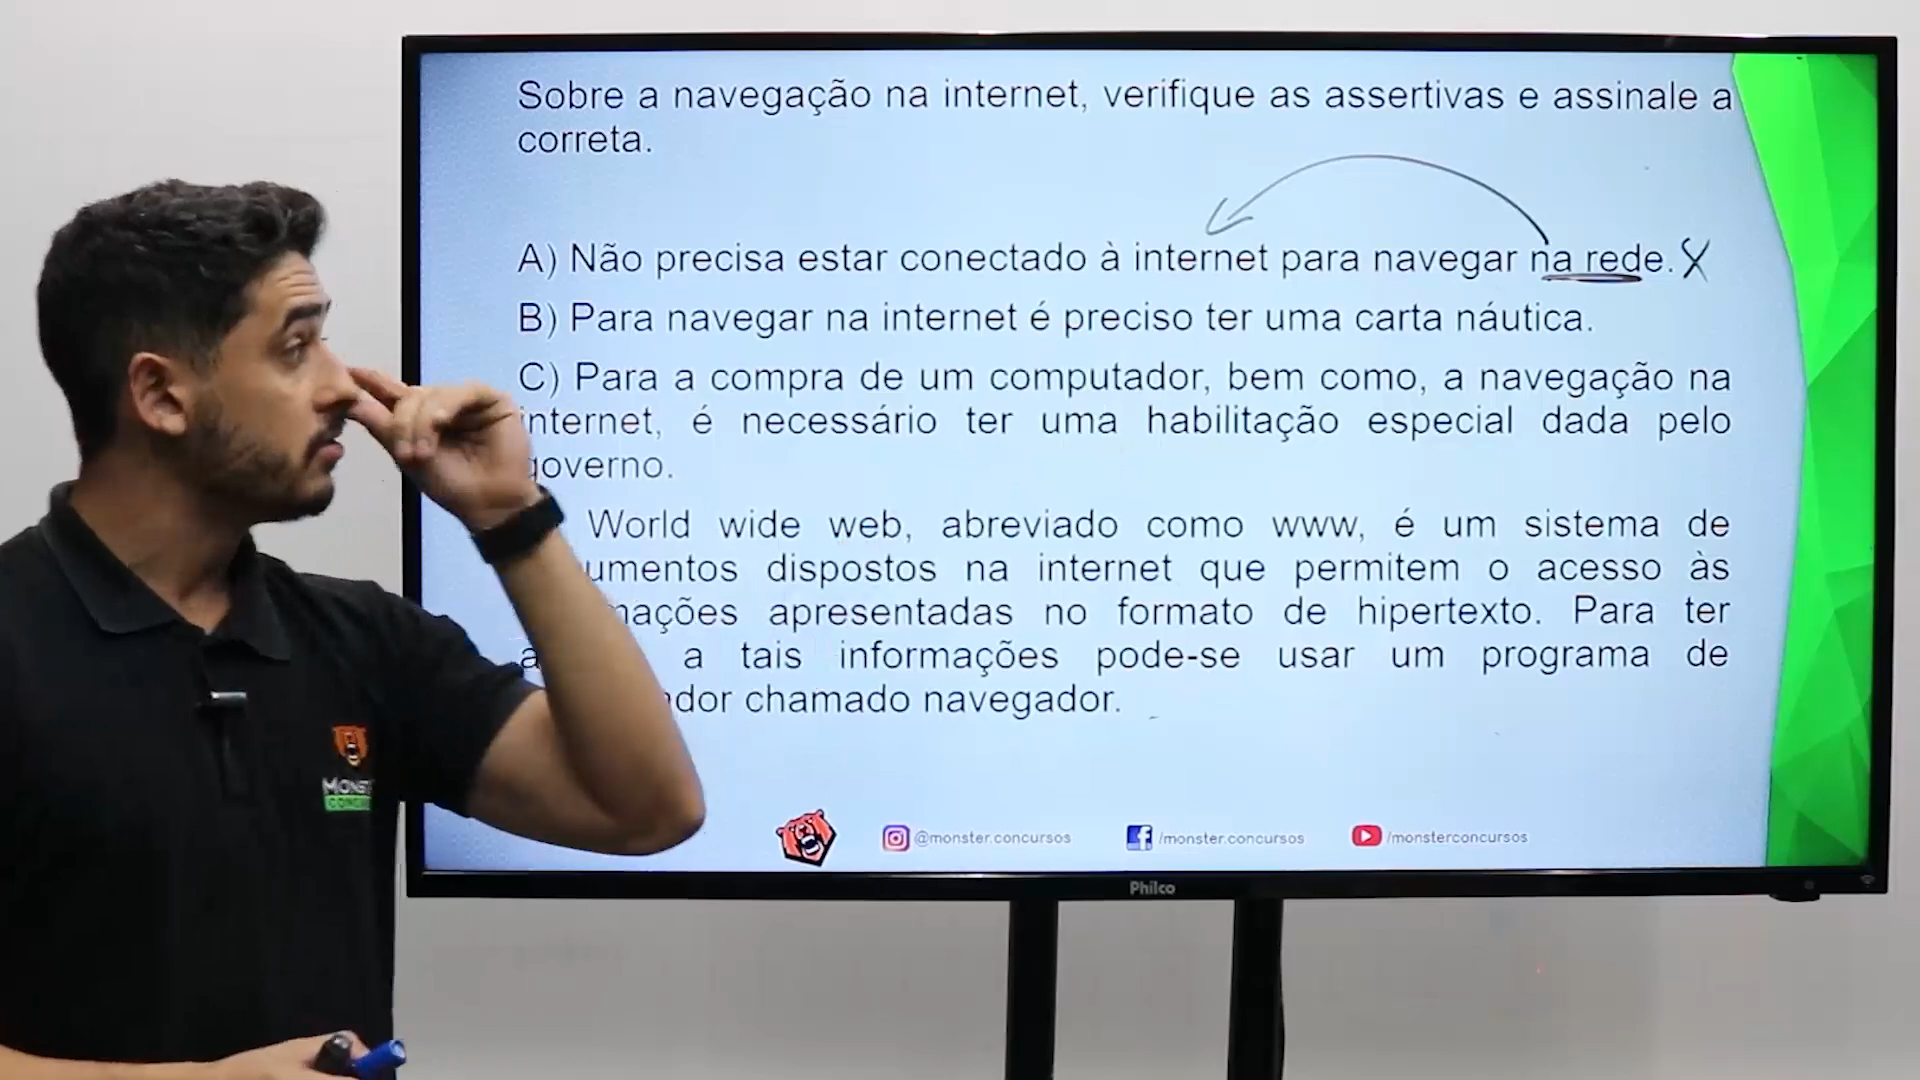 Sobre a navegação na internet, verifique as assertivas e assinale a
correta.
A) Não precisa estar conectado à internet para navegar na rede. X
B) Para navegar na internet é preciso ter uma carta náutica.
C) Para a compra de um computador, bem como, a navegação na
internet, é necessário ter uma habilitação especial dada pelo
governo.
World wide web, abreviado como www, é um sistema de
dispostos na internet que permitem o acesso às
apresentadas no formato de hipertexto. Para ter
a tais informações pode-se usar um programa de
chamado navegador.
@monster.concursos /monster.concursos /monsterconcursos
Philco